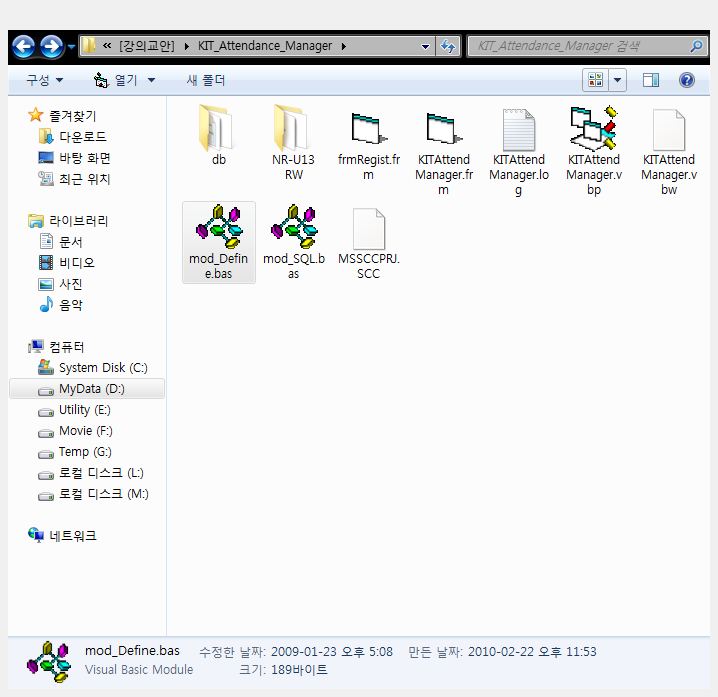 « [강의교안] ▸ KIT_Attendance_Manager ▸ KIT_Attendance_Manager 검색
구성 열기 새 폴더
즐겨찾기
다운로드
바탕 화면
최근 위치
라이브러리
문서
비디오
사진
음악
컴퓨터
System Disk (C:)
MyData (D:)
Utility (E:)
Movie (F:)
Temp (G:)
로컬 디스크 (L:)
로컬 디스크 (M:)
네트워크
db
NR-U13
RW
frmRegist.fr
m
KITAttend
Manager.fr
m
KITAttend
Manager.lo
g
KITAttend
Manager.v
bp
KITAttend
Manager.v
bw
mod_Defin
e.bas
mod_SQL.b
as
MSSCCPRJ.
SCC
mod_Define.bas 수정한 날짜: 2009-01-23 오후 5:08 만든 날짜: 2010-02-22 오후 11:53
Visual Basic Module 크기: 189바이트